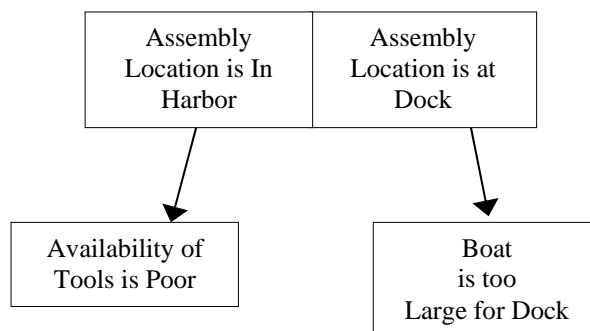 Assembly
Location is In
Harbor
Assembly
Location is at
Dock
Availability of
Tools is Poor
Boat
is too
Large for Dock